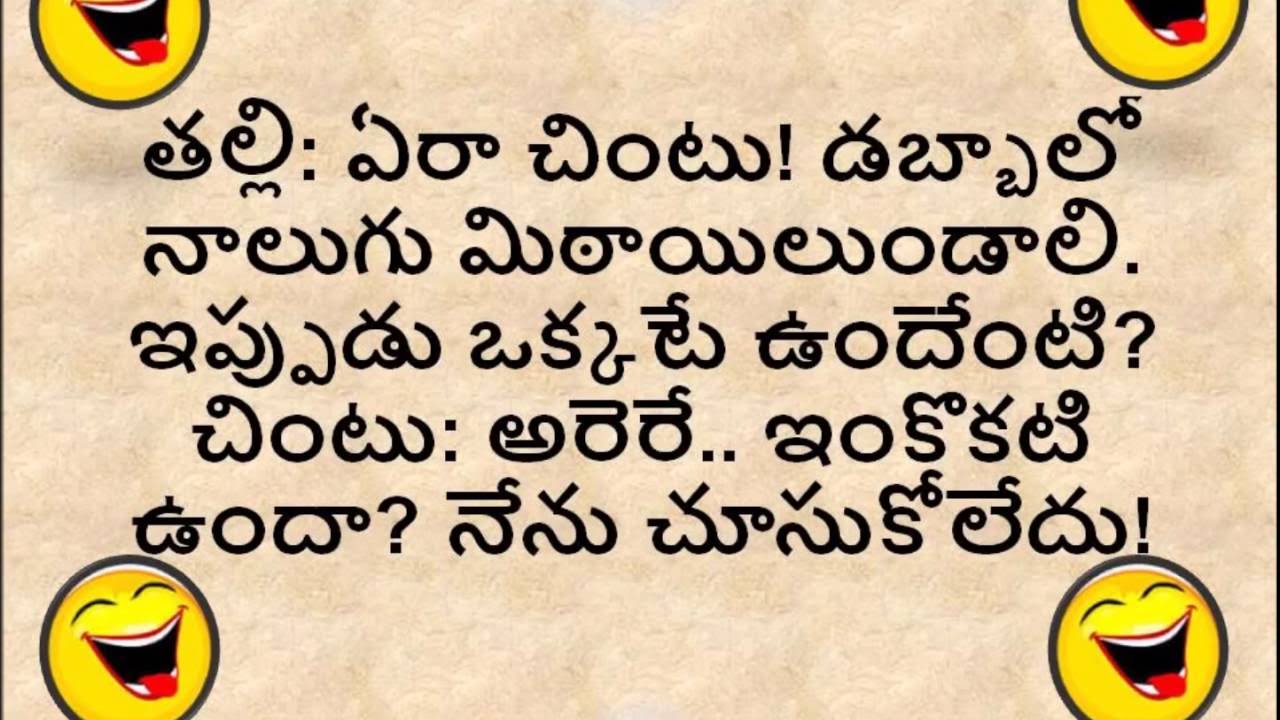 తల్లి: ఏరా చింటు! డబ్బాలో
నాలుగు మిఠాయిలుండాలి.
ఇప్పుడు ఒక్కటే ఉందేంటి?
చింటు: అరెరే.. ఇంకొకటి
ఉందా? నేను చూసుకోలేదు!